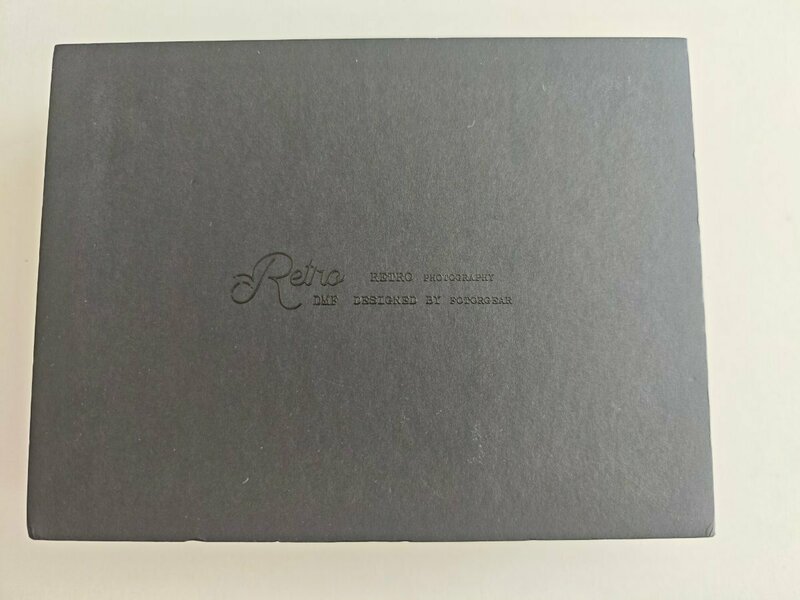 Retro RETRO PHOTOGRAPHY
DMF DESIGNED BY FOTORGEAR